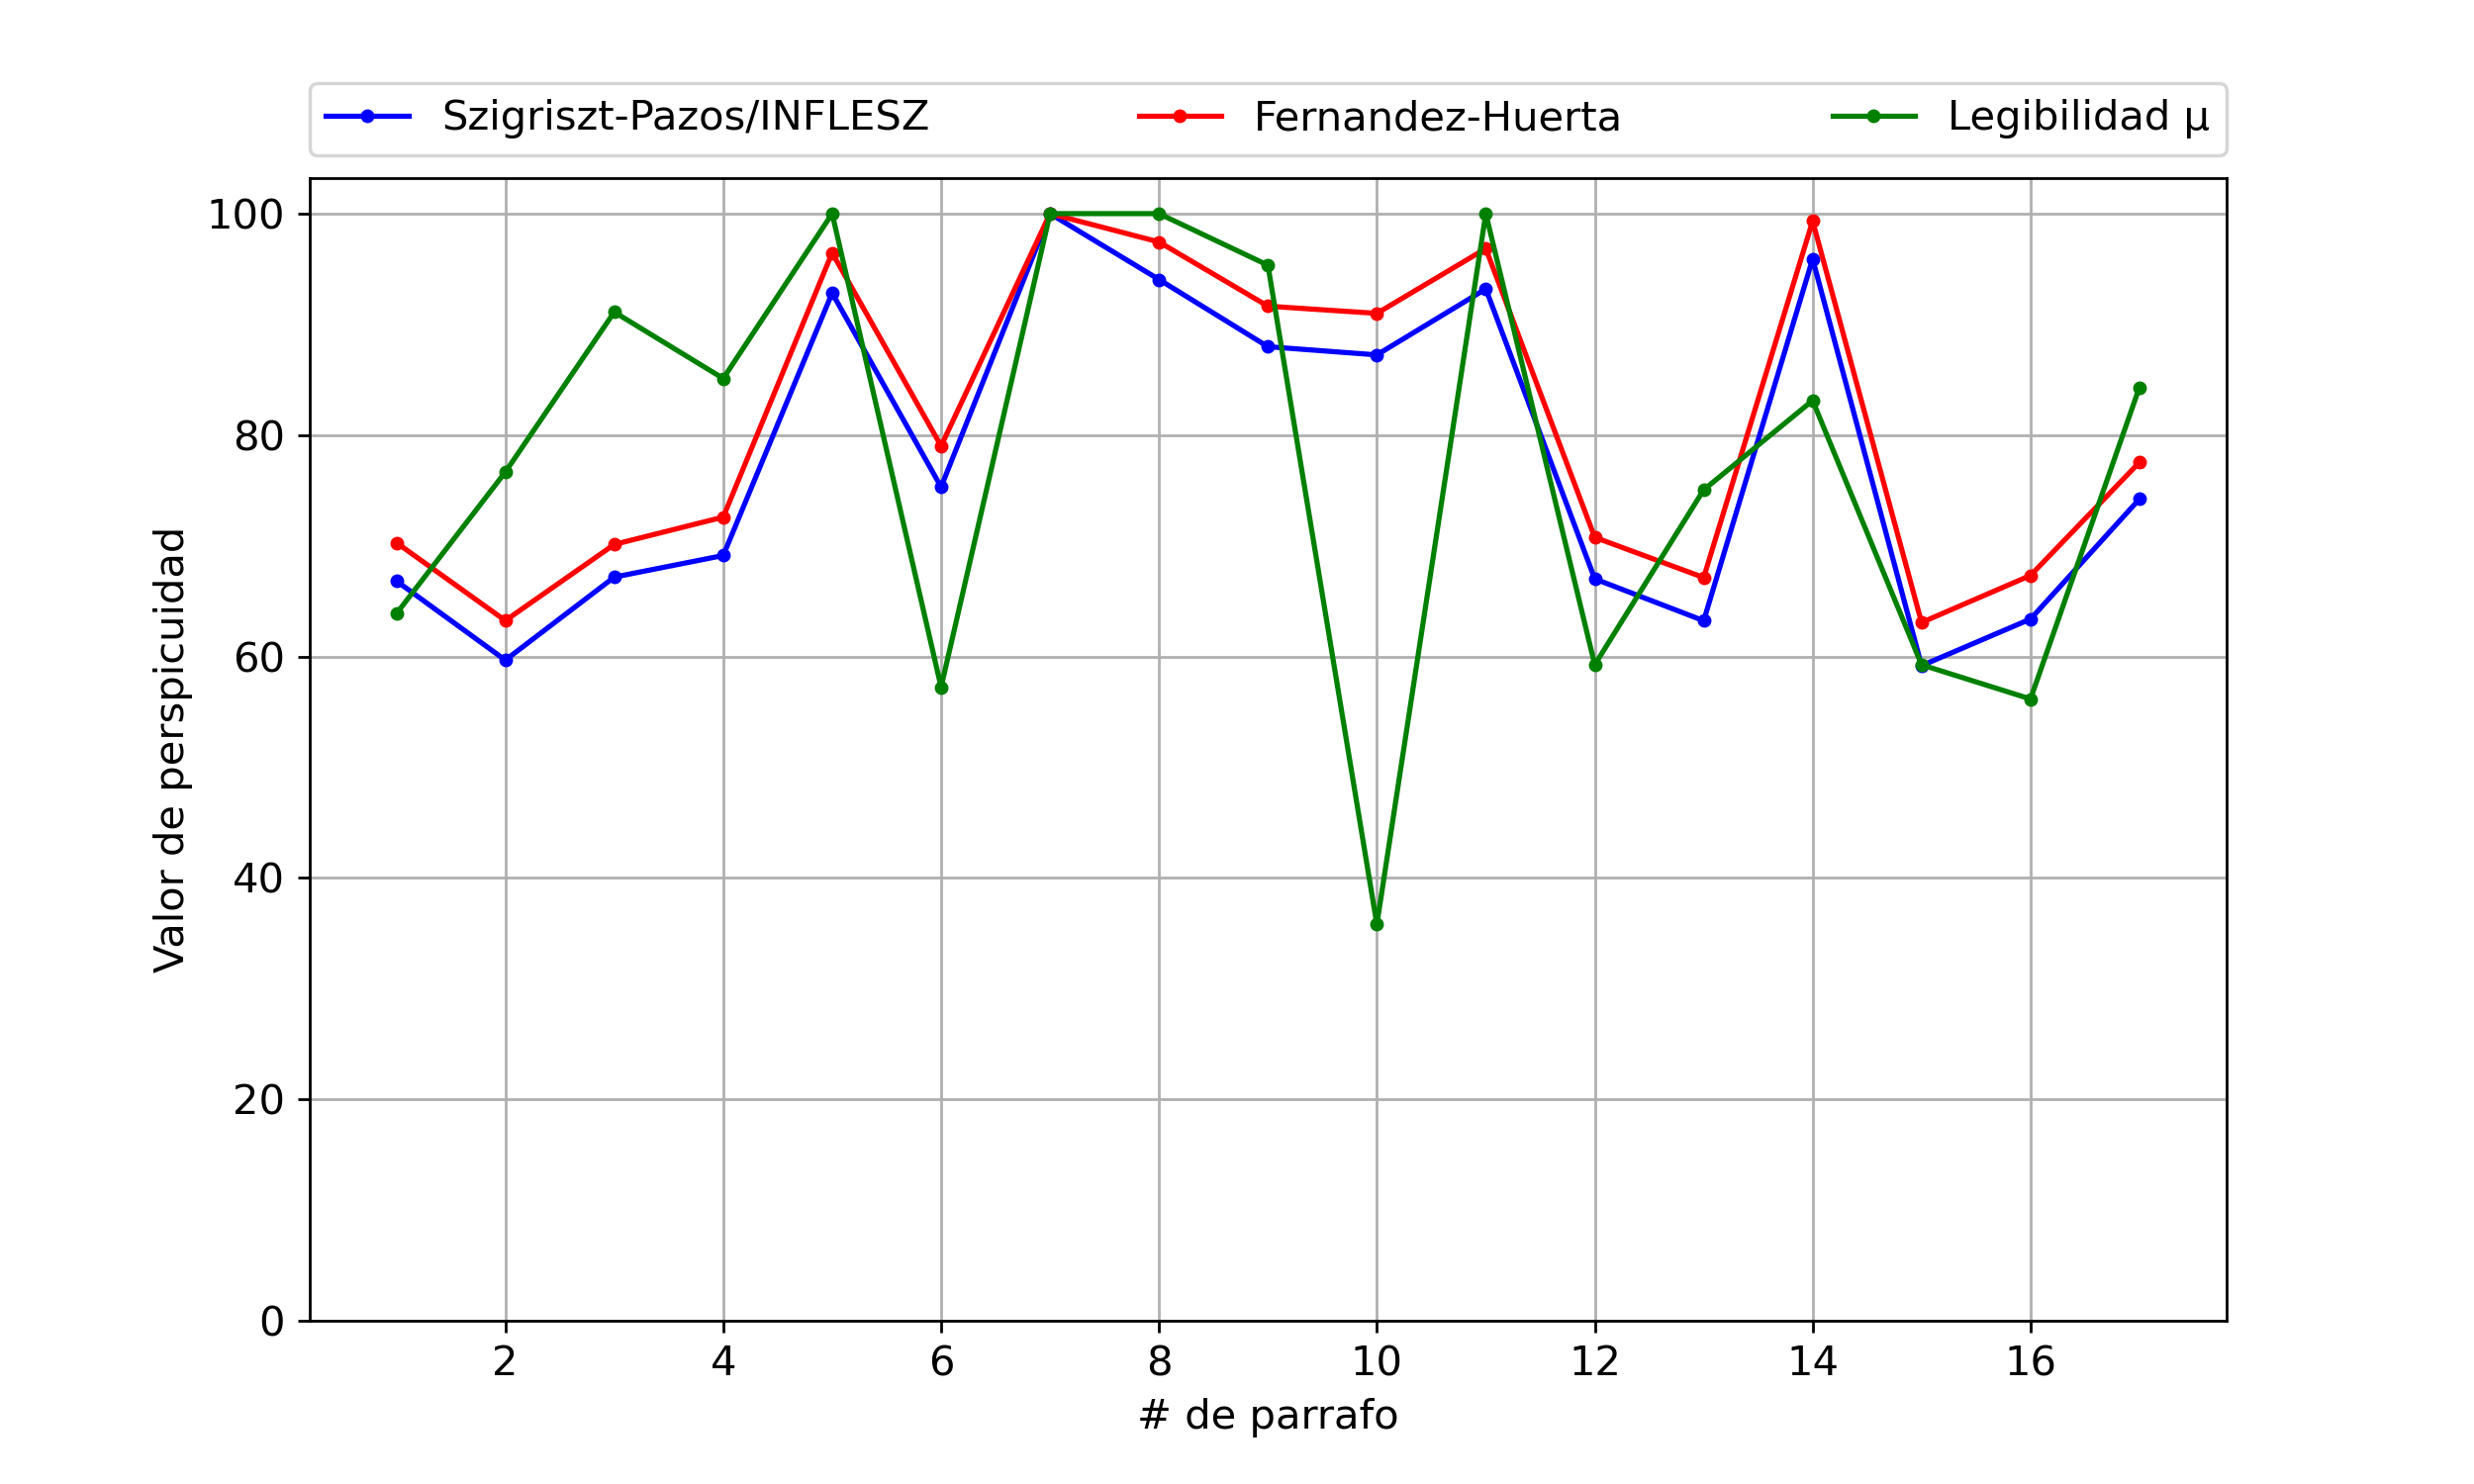 Szigriszt-Pazos/INFLESZ Fernandez-Huerta Legibilidad µ
100
80
60
40
20
0
Valor de perspicuidad
2 4 6 8 10 12 14 16
# de parrafo